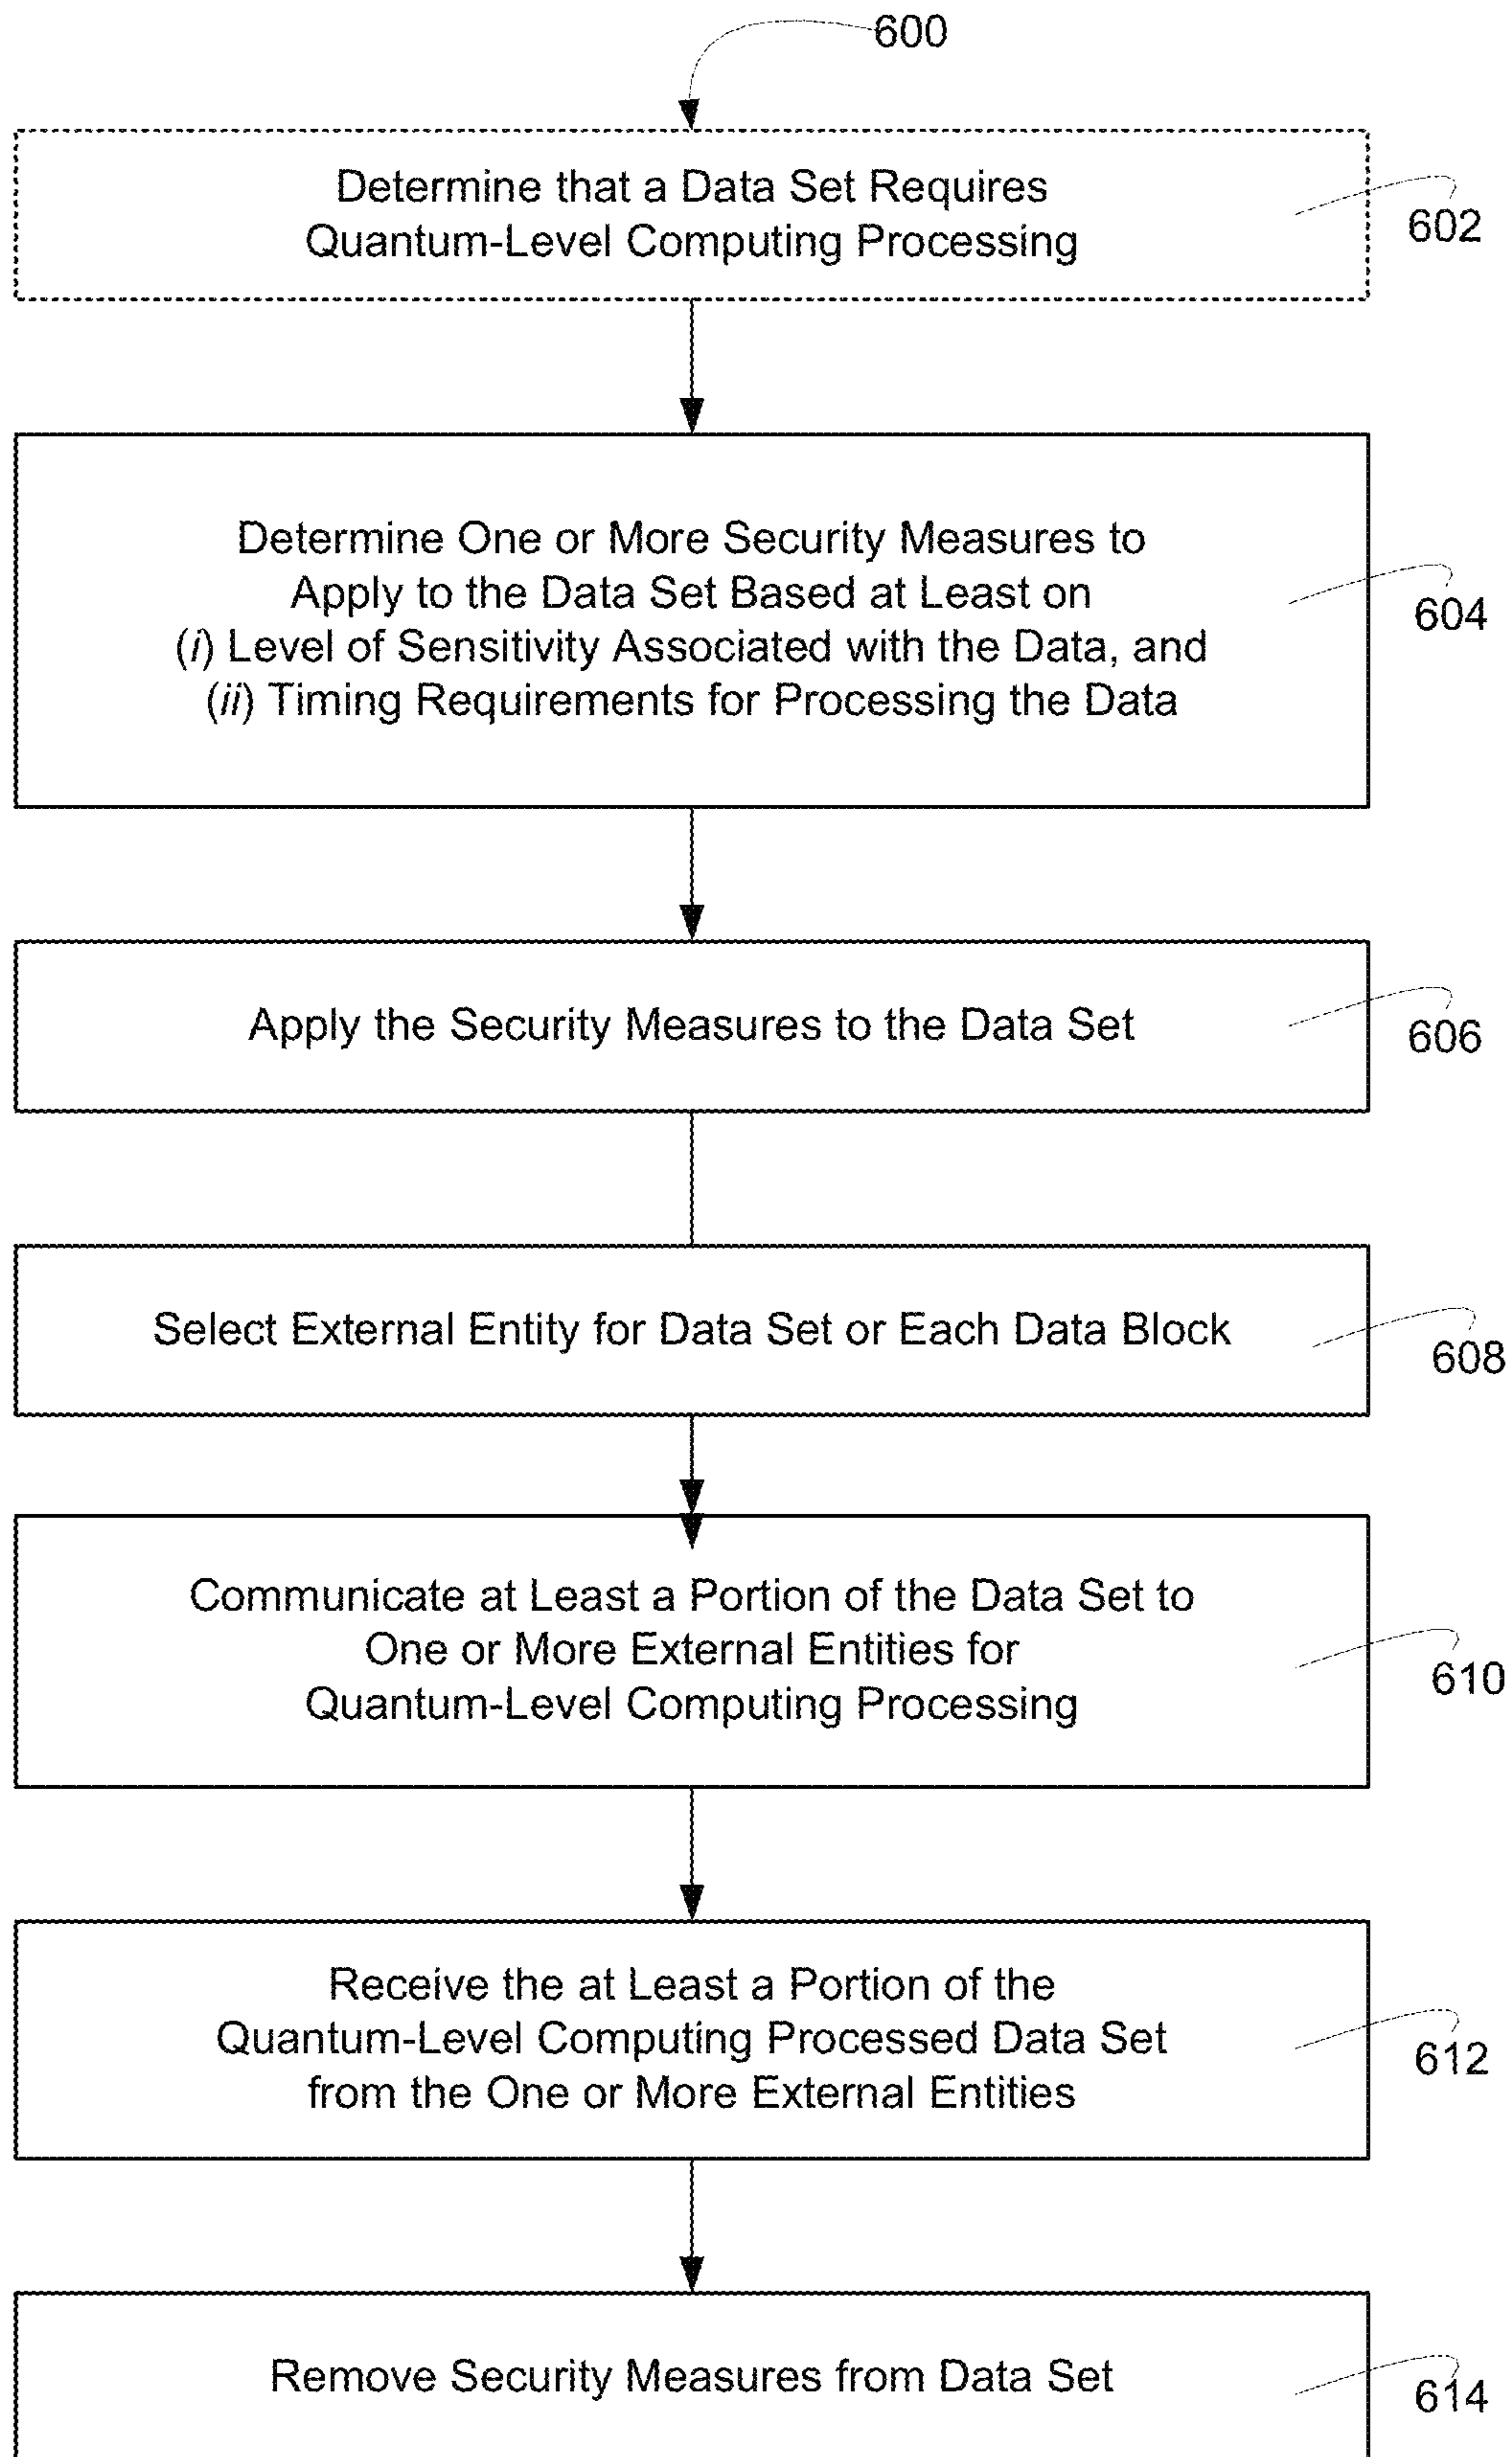 600
Determine that a Data Set Requires
Quantum-Level Computing Processing
602
Determine One or More Security Measures to
Apply to the Data Set Based at Least on
(i) Level of Sensitivity Associated with the Data, and
(ii) Timing Requirements for Processing the Data
604
Apply the Security Measures to the Data Set
606
Select External Entity for Data Set or Each Data Block
608
Communicate at Least a Portion of the Data Set to
One or More External Entities for
Quantum-Level Computing Processing
610
Receive the at Least a Portion of the
Quantum-Level Computing Processed Data Set
from the One or More External Entities
612
Remove Security Measures from Data Set
614